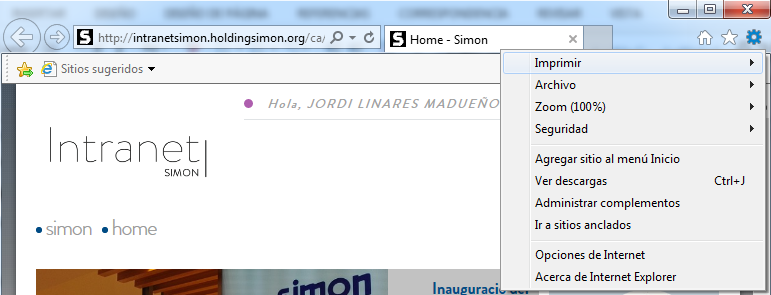 INSERTAR DISEÑO DISEÑO DE PÁGINA REFERENCIAS CORRESPONDENCIA REVISAR VISTA
http://intranetsimon.holdingsimon.org/ca/
Home - Simon
Sitios sugeridos
Hola, JORDI LINARES MADUEÑO
Intranet
SIMON
simon home
simon
Inauguració del
Imprimir
Archivo
Zoom (100%)
Seguridad
Agregar sitio al menú Inicio
Ver descargas Ctrl+J
Administrar complementos
Ir a sitios anclados
Opciones de Internet
Acerca de Internet Explorer